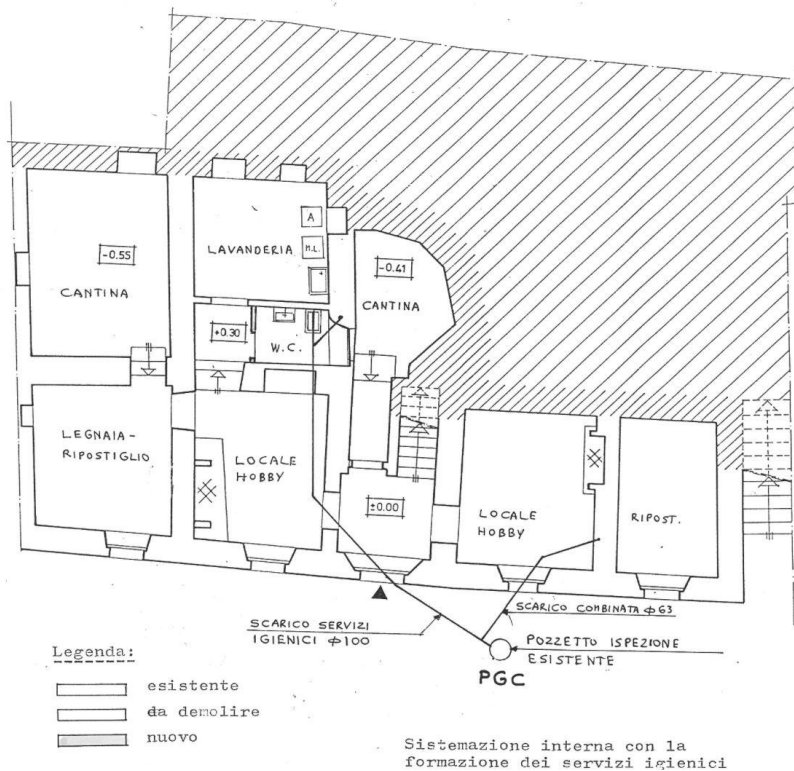 A
LAVANDERIA
M.L.
-0.55
-0.41
CANTINA
CANTINA
+0.30
W.C.
LEGNAIA-
RIPOSTIGLIO
LOCALE
HOBBY
±0.00
LOCALE
HOBBY
RIPOST.
SCARICO COMBINATA φ63
SCARICO SERVIZI
IGIENICI φ100
POZZETTO ISPEZIONE
ESISTENTE
PGC
Legenda:
esistente
da demolire
nuovo
Sistemazione interna con la
formazione dei servizi igienici